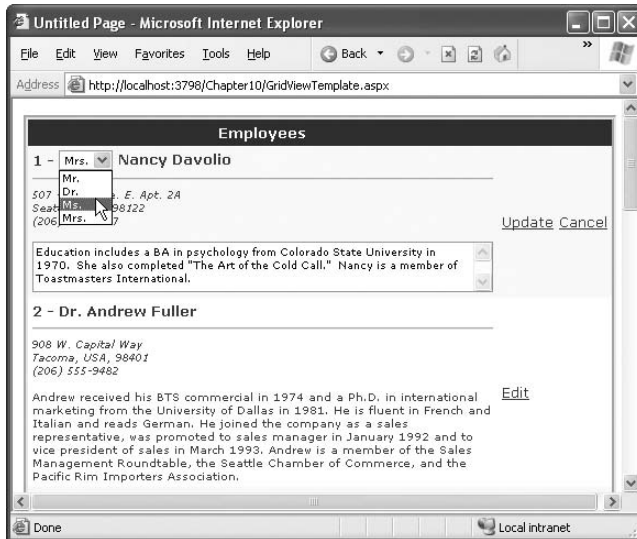 Untitled Page - Microsoft Internet Explorer
File Edit View Favorites Tools Help Back »
Address http://localhost:3798/Chapter10/GridViewTemplate.aspx
Employees
1 - Mrs. Nancy Davolio
Mr.
Dr.
Ms.
Mrs.
507 E. Apt. 2A
98122
(206) 7
Update Cancel
Education includes a BA in psychology from Colorado State University in
1970. She also completed "The Art of the Cold Call." Nancy is a member of
Toastmasters International.
2 - Dr. Andrew Fuller
908 W. Capital Way
Tacoma, USA, 98401
(206) 555-9482
Edit
Andrew received his BTS commercial in 1974 and a Ph.D. in international
marketing from the University of Dallas in 1981. He is fluent in French and
Italian and reads German. He joined the company as a sales
representative, was promoted to sales manager in January 1992 and to
vice president of sales in March 1993. Andrew is a member of the Sales
Management Roundtable, the Seattle Chamber of Commerce, and the
Pacific Rim Importers Association.
Done Local intranet